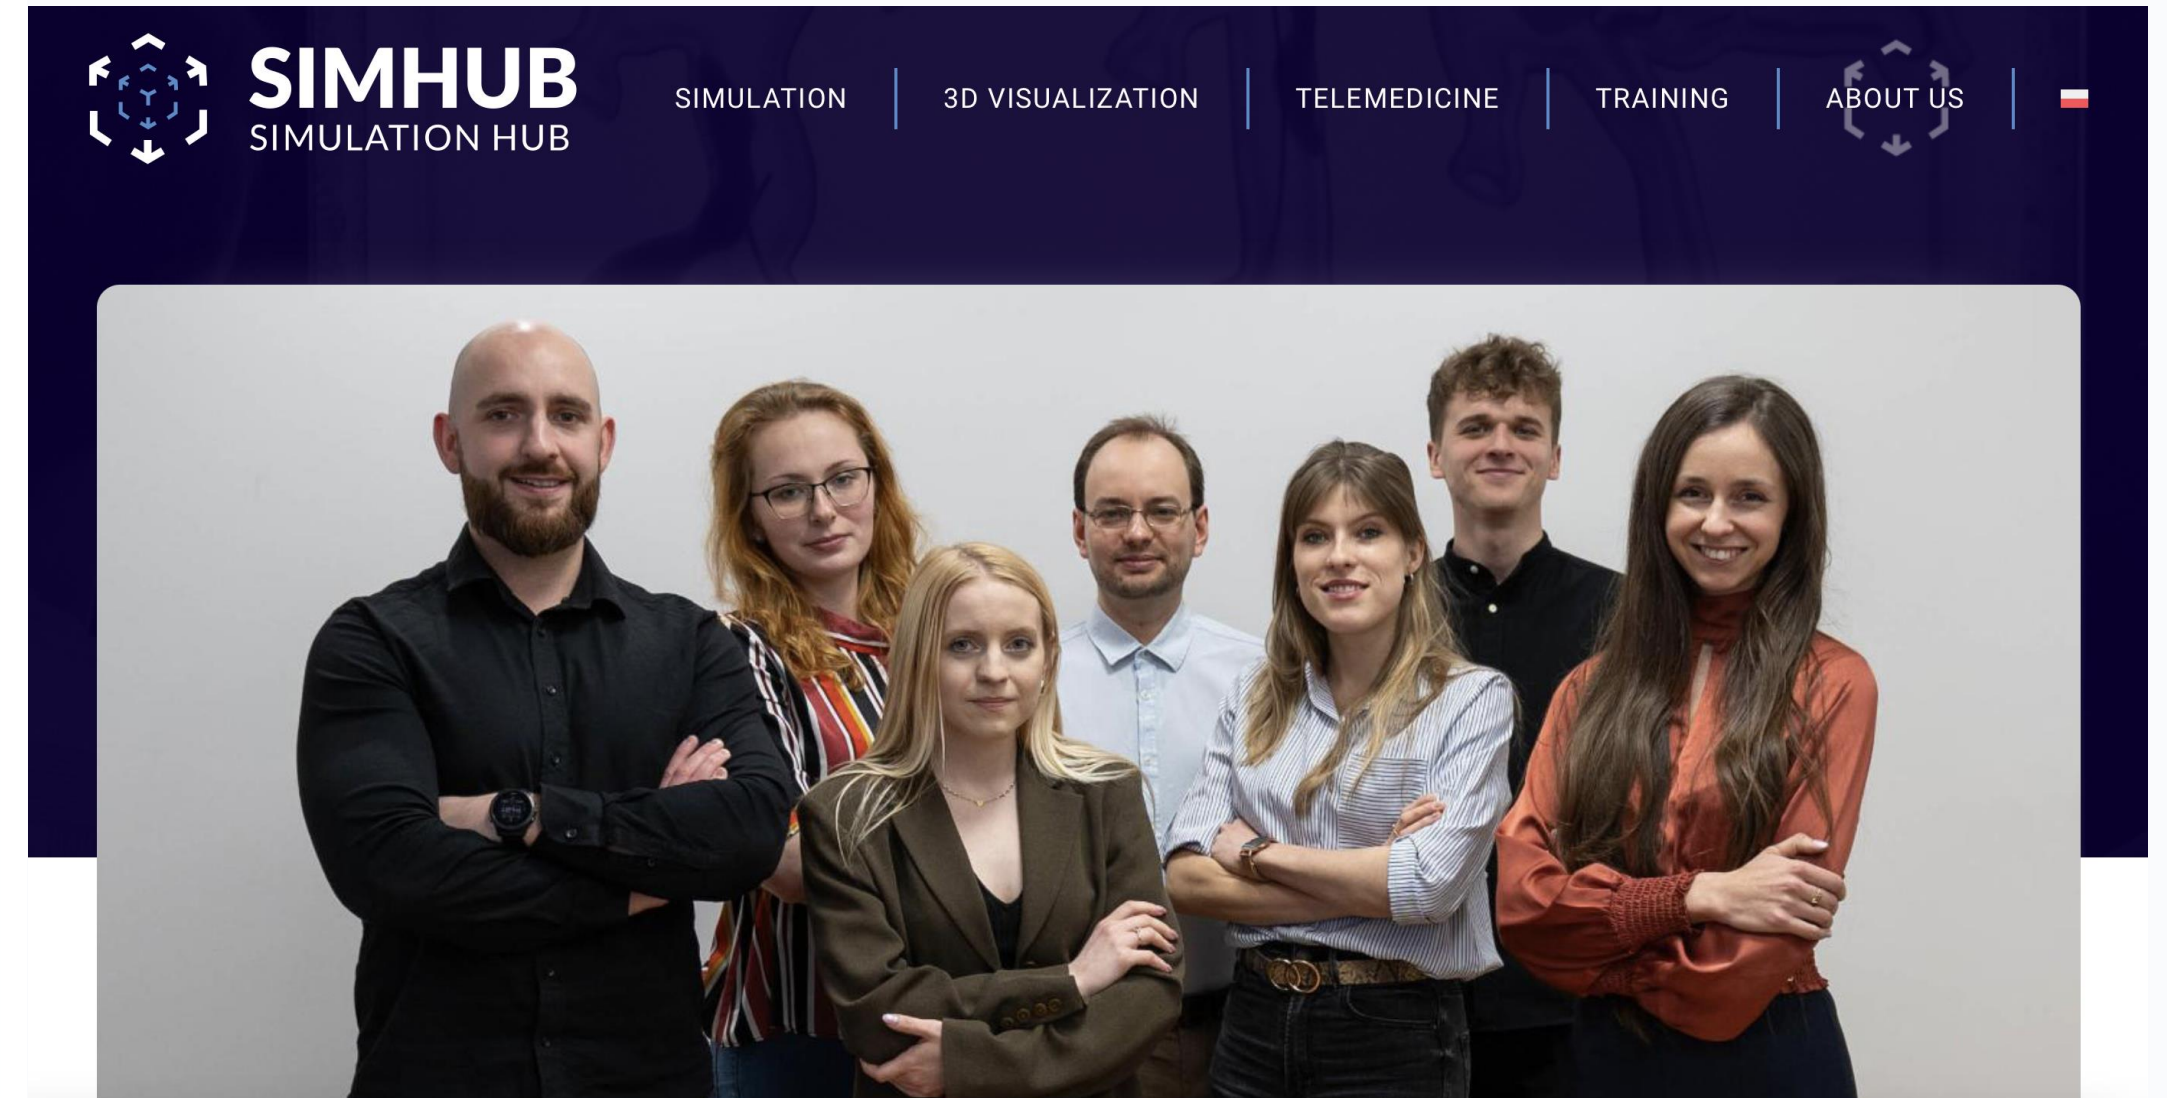 SIMHUB
SIMULATION HUB
SIMULATION
3D VISUALIZATION
TELEMEDICINE
TRAINING
ABOUT US